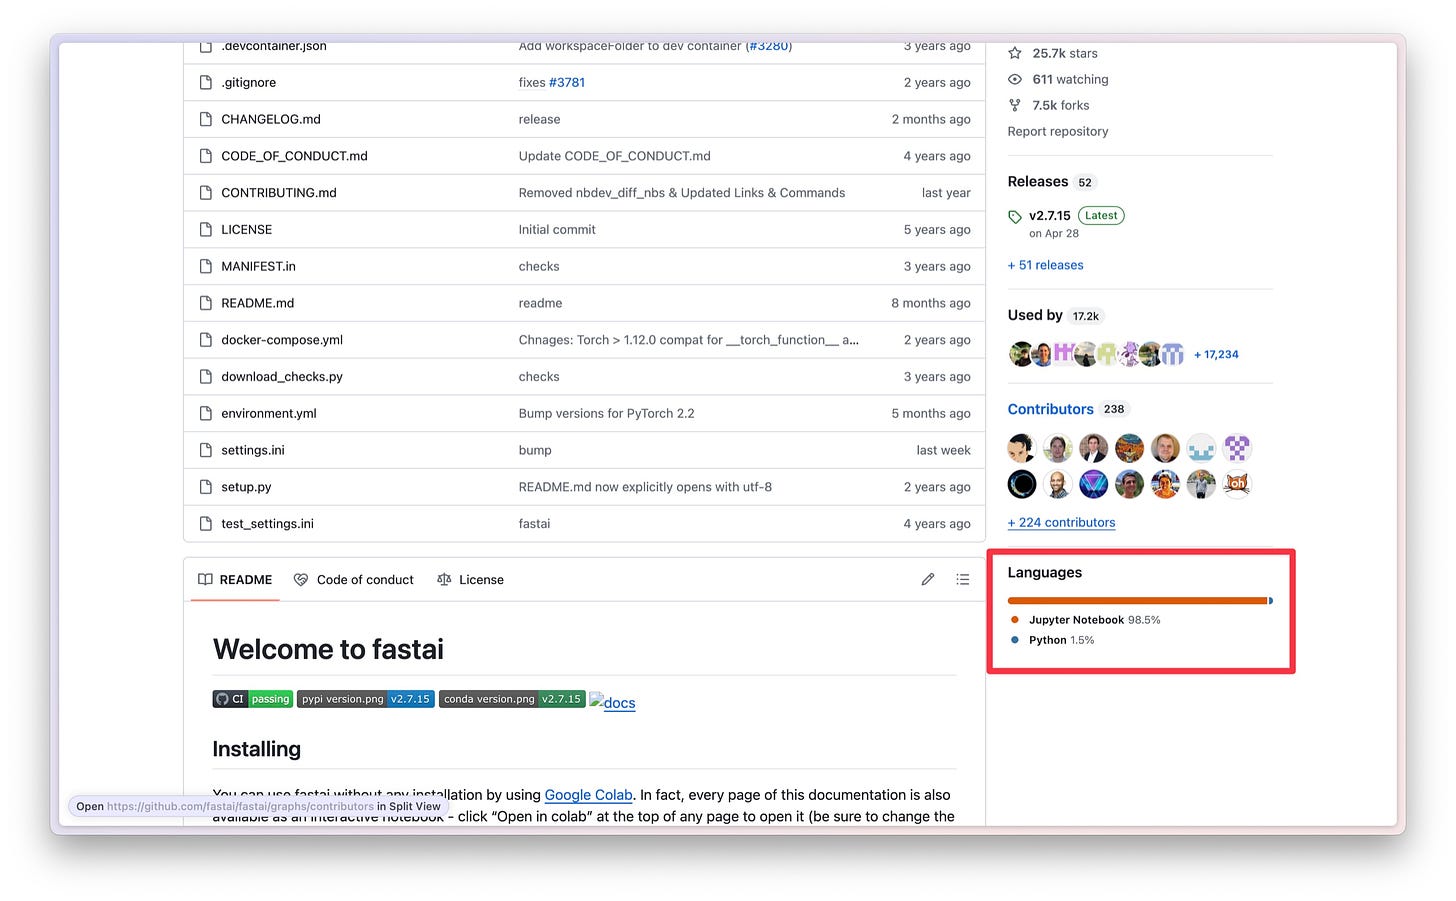 .devcontainer.json Add workspaceFolder to dev container (#3280) 3 years ago
.gitignore fixes #3781 2 years ago
CHANGELOG.md release 2 months ago
CODE_OF_CONDUCT.md Update CODE_OF_CONDUCT.md 4 years ago
CONTRIBUTING.md Removed nbdev_diff_nbs & Updated Links & Commands last year
LICENSE Initial commit 5 years ago
MANIFEST.in checks 3 years ago
README.md readme 8 months ago
docker-compose.yml Chnages: Torch > 1.12.0 compat for __torch_function__ a... 2 years ago
download_checks.py checks 3 years ago
environment.yml Bump versions for PyTorch 2.2 5 months ago
settings.ini bump last week
setup.py README.md now explicitly opens with utf-8 2 years ago
test_settings.ini fastai 4 years ago
README Code of conduct License
Welcome to fastai
CI passing pypi version.png v2.7.15 conda version.png v2.7.15 docs
Installing
You can use fastai without any installation by using Google Colab. In fact, every page of this documentation is also
available as an interactive notebook - click “Open in colab” at the top of any page to open it (be sure to change the
Open https://github.com/fastai/fastai/graphs/contributors in Split View
25.7k stars
611 watching
7.5k forks
Report repository
Releases 52
v2.7.15 Latest
on Apr 28
+ 51 releases
Used by 17.2k
+ 17,234
Contributors 238
oh
+ 224 contributors
Languages
Jupyter Notebook 98.5%
Python 1.5%